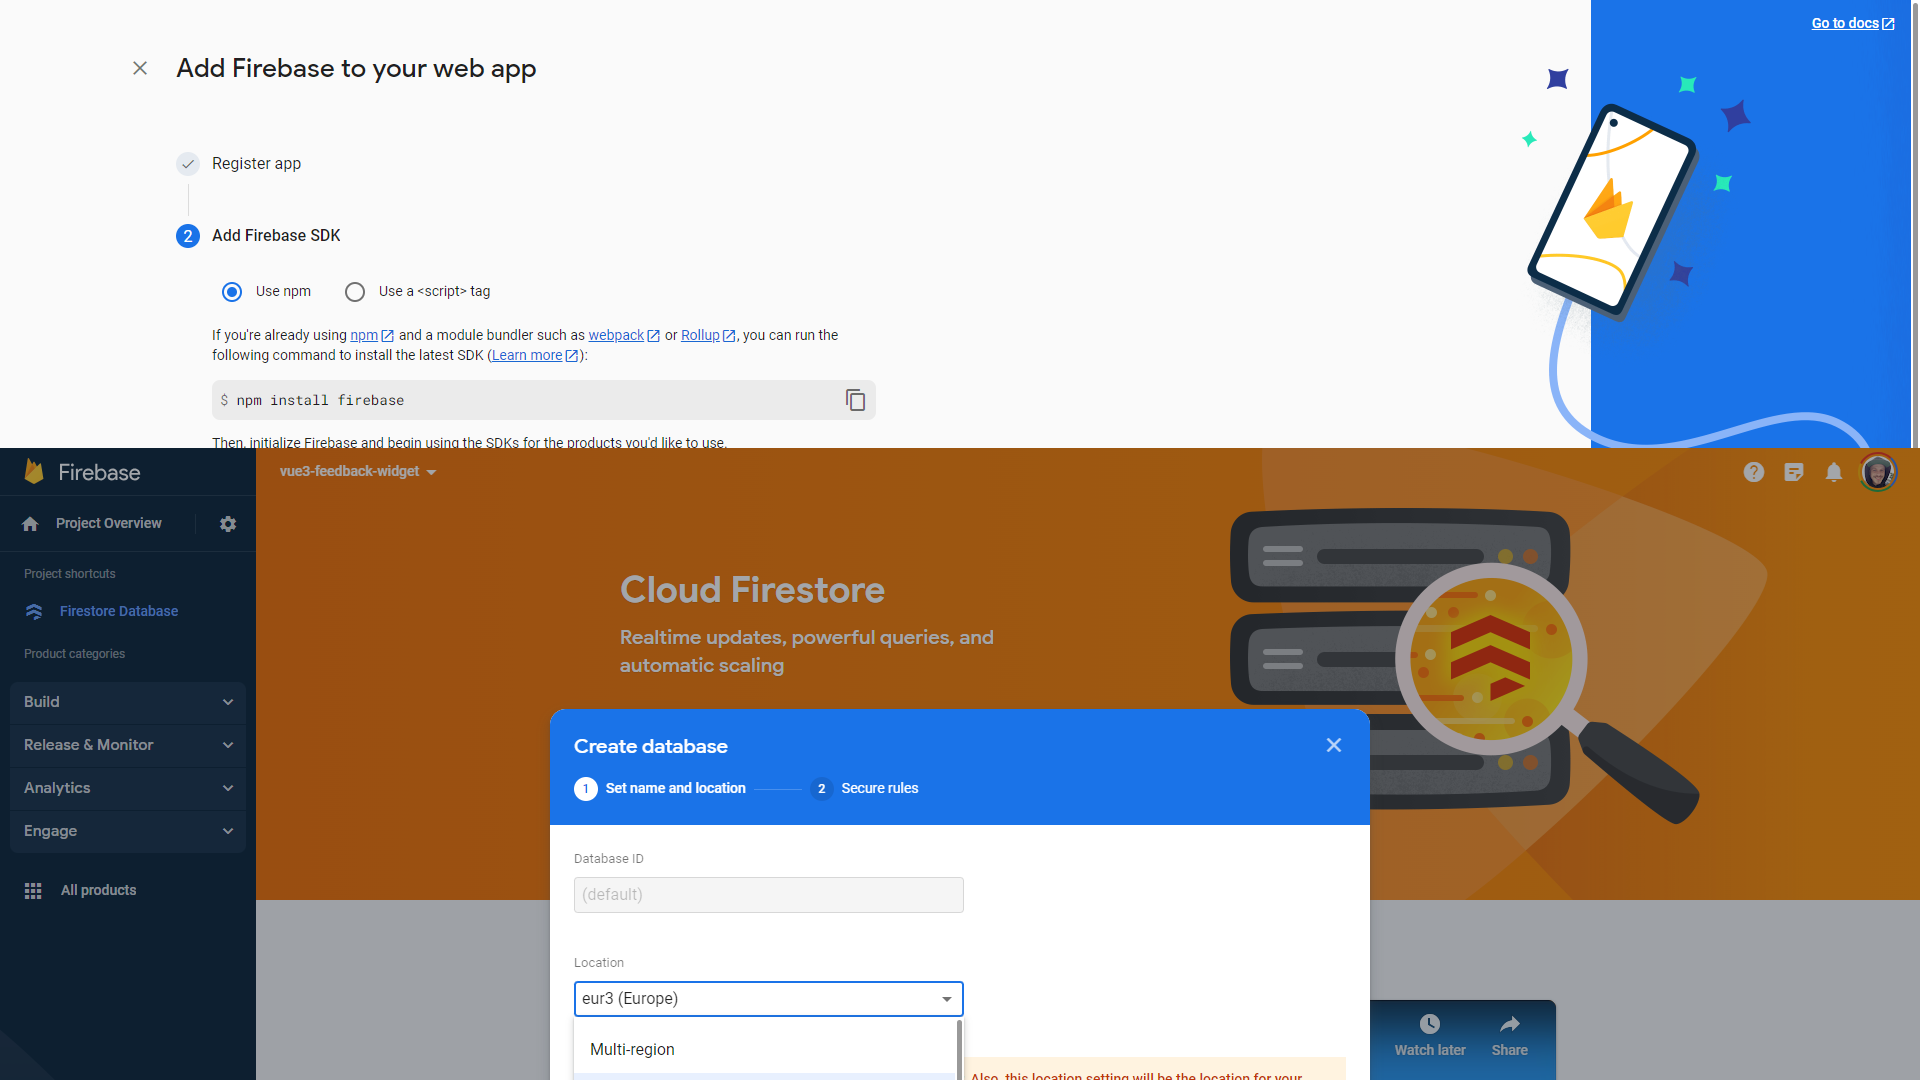 Go to docs
Add Firebase to your web app
Register app
2 Add Firebase SDK
Use npm
Use a <script> tag
If you're already using npm and a module bundler such as webpack or Rollup, you can run the
following command to install the latest SDK (Learn more):
$ npm install firebase
Then, initialize Firebase and begin using the SDKs for the products you'd like to use.
Firebase
vue3-feedback-widget
Project Overview
Project shortcuts
Firestore Database
Product categories
Build
Release & Monitor
Analytics
Engage
All products
Cloud Firestore
Realtime updates, powerful queries, and
automatic scaling
Create database
1 Set name and location
2 Secure rules
Database ID
(default)
Location
eur3 (Europe)
Multi-region
Also, this location setting will be the location for your
Watch later
Share